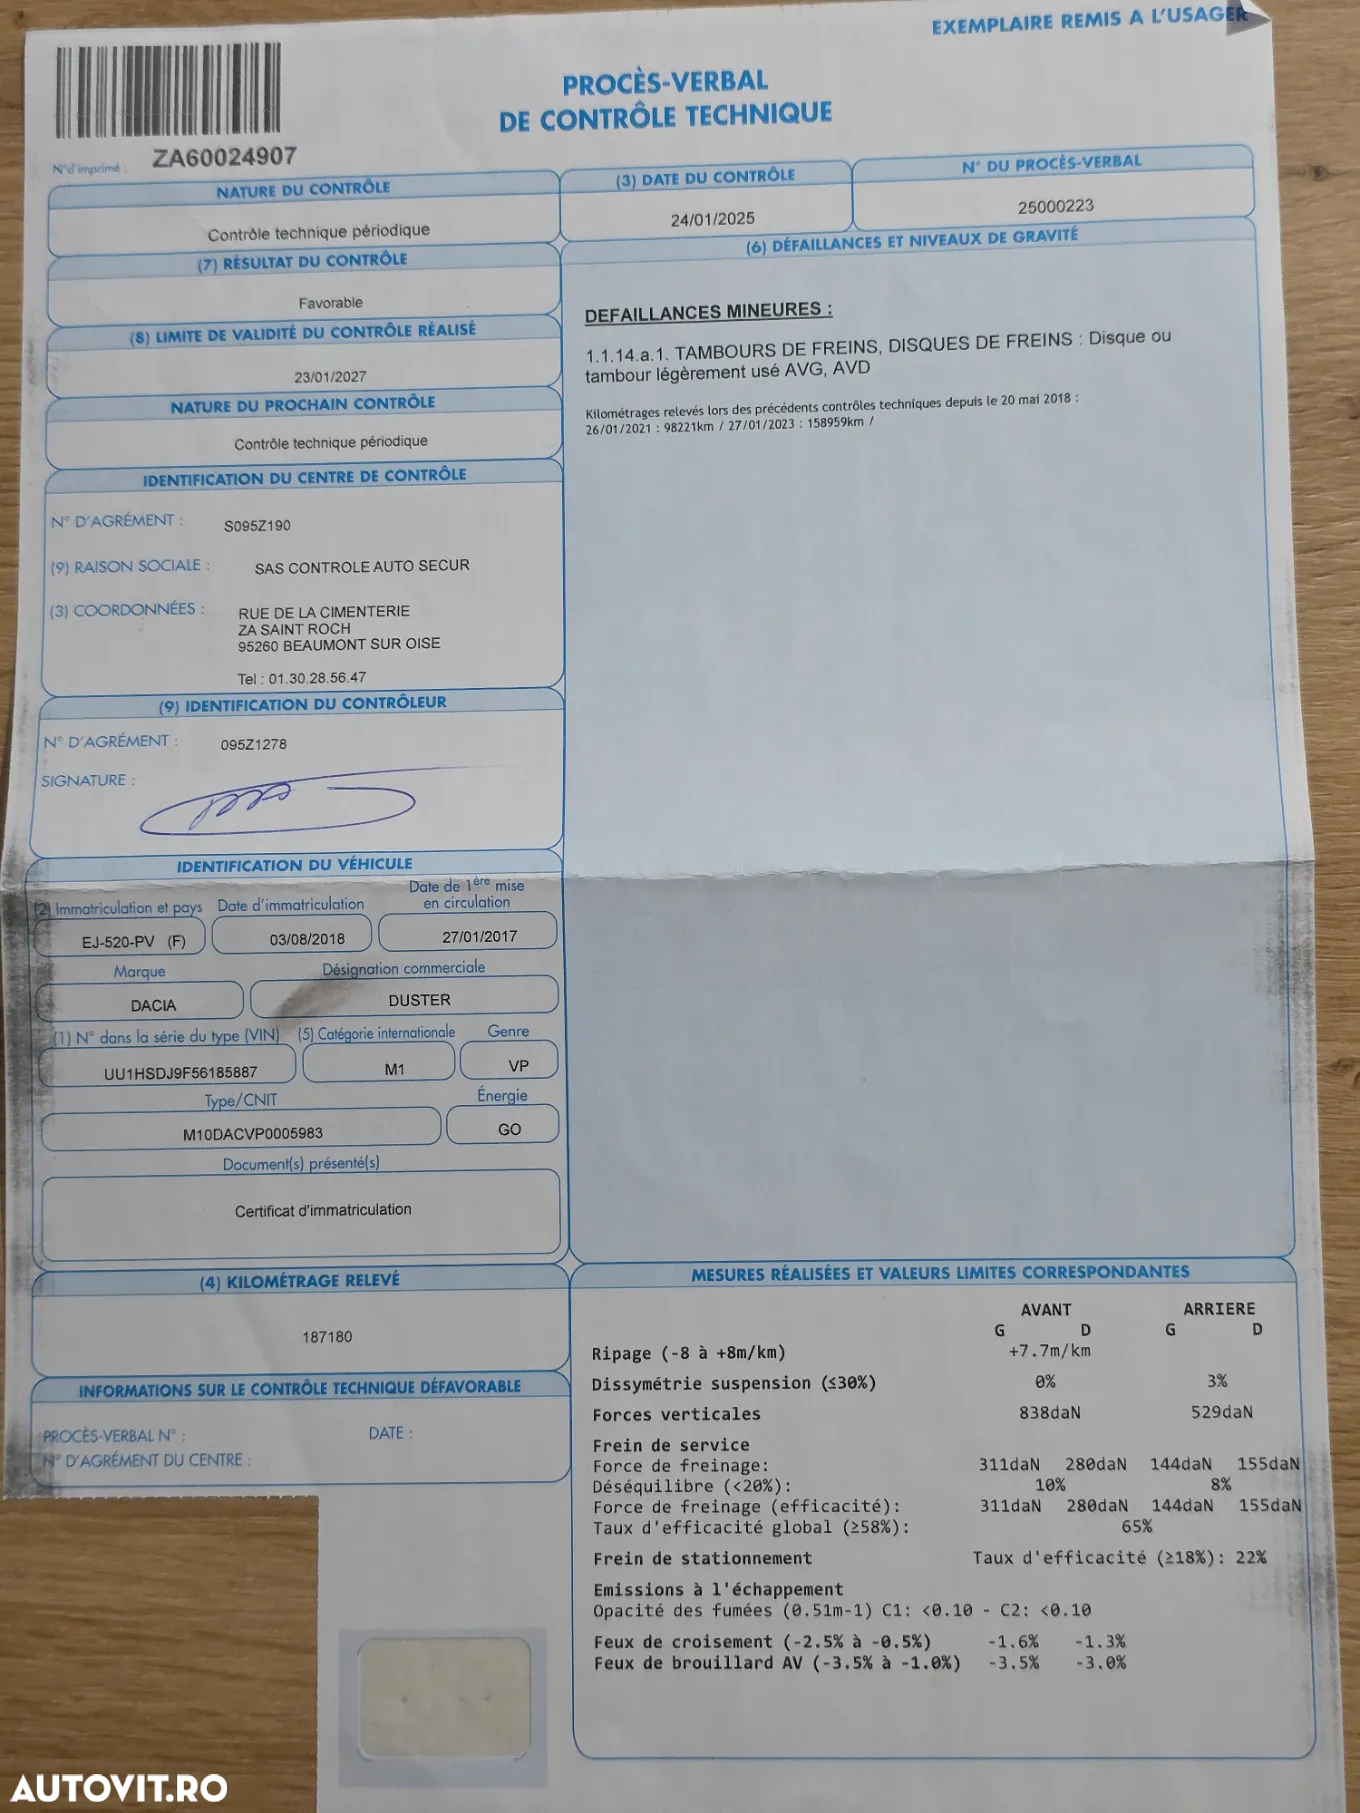 EXEMPLAIRE REMIS A L'USAGER
PROCÈS-VERBAL
DE CONTRÔLE TECHNIQUE
N°d'imprimé : ZA60024907
NATURE DU CONTRÔLE
Contrôle technique périodique
(3) DATE DU CONTRÔLE
24/01/2025
N° DU PROCÈS-VERBAL
25000223
(7) RÉSULTAT DU CONTRÔLE
Favorable
(8) LIMITE DE VALIDITÉ DU CONTRÔLE RÉALISÉ
23/01/2027
NATURE DU PROCHAIN CONTRÔLE
Contrôle technique périodique
IDENTIFICATION DU CENTRE DE CONTRÔLE
N° D'AGRÉMENT : S095Z190
(9) RAISON SOCIALE : SAS CONTROLE AUTO SECUR
(3) COORDONNÉES : RUE DE LA CIMENTERIE
ZA SAINT ROCH
95260 BEAUMONT SUR OISE
Tel : 01.30.28.56.47
(9) IDENTIFICATION DU CONTRÔLEUR
N° D'AGRÉMENT : 095Z1278
SIGNATURE :
(6) DÉFAILLANCES ET NIVEAUX DE GRAVITÉ
DEFAILLANCES MINEURES :
1.1.14.a.1. TAMBOURS DE FREINS, DISQUES DE FREINS : Disque ou
tambour légèrement usé AVG, AVD
Kilométrages relevés lors des précédents contrôles techniques depuis le 20 mai 2018 :
26/01/2021 : 98221km / 27/01/2023 : 158959km /
IDENTIFICATION DU VÉHICULE
(2) Immatriculation et pays
Date d'immatriculation
Date de 1ère mise
en circulation
EJ-520-PV (F)
03/08/2018
27/01/2017
Marque
Désignation commerciale
DACIA
DUSTER
(1) N° dans la série du type (VIN)
(5) Catégorie internationale
Genre
UU1HSDJ9F56185887
M1
VP
Type/CNIT
Énergie
M10DACVP0005983
GO
Document(s) présenté(s)
Certificat d'immatriculation
(4) KILOMÉTRAGE RELEVÉ
187180
INFORMATIONS SUR LE CONTRÔLE TECHNIQUE DÉFAVORABLE
PROCÈS-VERBAL N° : DATE :
N° D'AGRÉMENT DU CENTRE :
MESURES RÉALISÉES ET VALEURS LIMITES CORRESPONDANTES
AVANT ARRIERE
G D G D
Ripage (-8 à +8m/km) +7.7m/km
Dissymétrie suspension (≤30%) 0% 3%
Forces verticales 838daN 529daN
Frein de service
Force de freinage: 311daN 280daN 144daN 155daN
Déséquilibre (<20%): 10% 8%
Force de freinage (efficacité): 311daN 280daN 144daN 155daN
Taux d'efficacité global (≥58%): 65%
Frein de stationnement Taux d'efficacité (≥18%): 22%
Emissions à l'échappement
Opacité des fumées (0.51m-1) C1: <0.10 - C2: <0.10
Feux de croisement (-2.5% à -0.5%) -1.6% -1.3%
Feux de brouillard AV (-3.5% à -1.0%) -3.5% -3.0%
AUTOVIT.RO